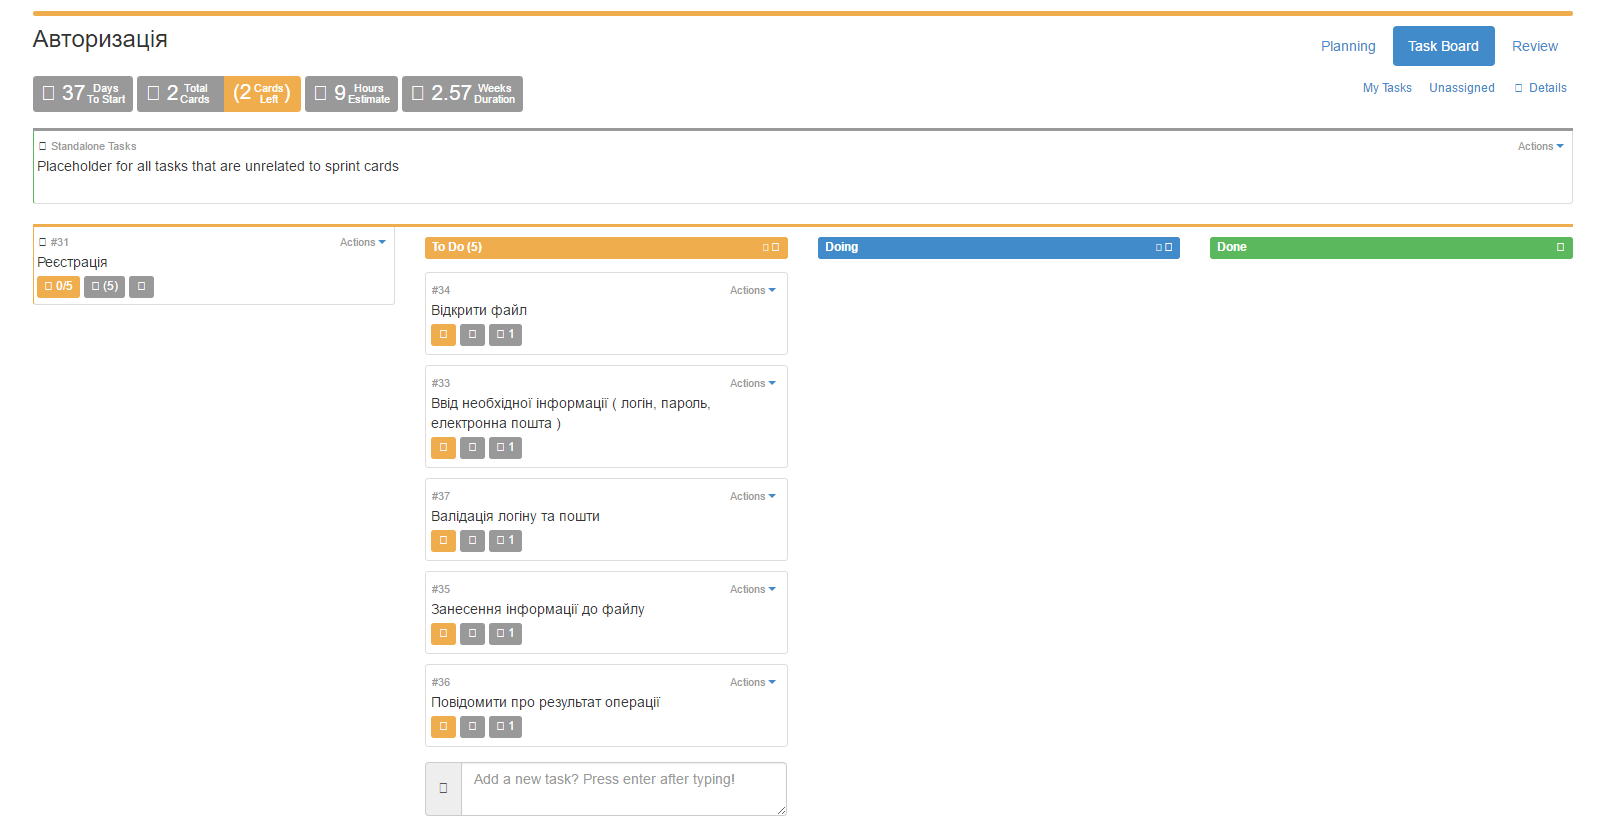 Авторизація
Planning
Task Board
Review
37 Days To Start
2 Total Cards
(2 Cards Left)
9 Hours Estimate
2.57 Weeks Duration
My Tasks
Unassigned
Details
Standalone Tasks
Actions
Placeholder for all tasks that are unrelated to sprint cards
#31
Actions
Реєстрація
0/5
(5)
To Do (5)
Doing
Done
#34
Actions
Відкрити файл
1
#33
Actions
Ввід необхідної інформації ( логін, пароль,
електронна пошта )
1
#37
Actions
Валідація логіну та пошти
1
#35
Actions
Занесення інформації до файлу
1
#36
Actions
Повідомити про результат операції
1
Add a new task? Press enter after typing!